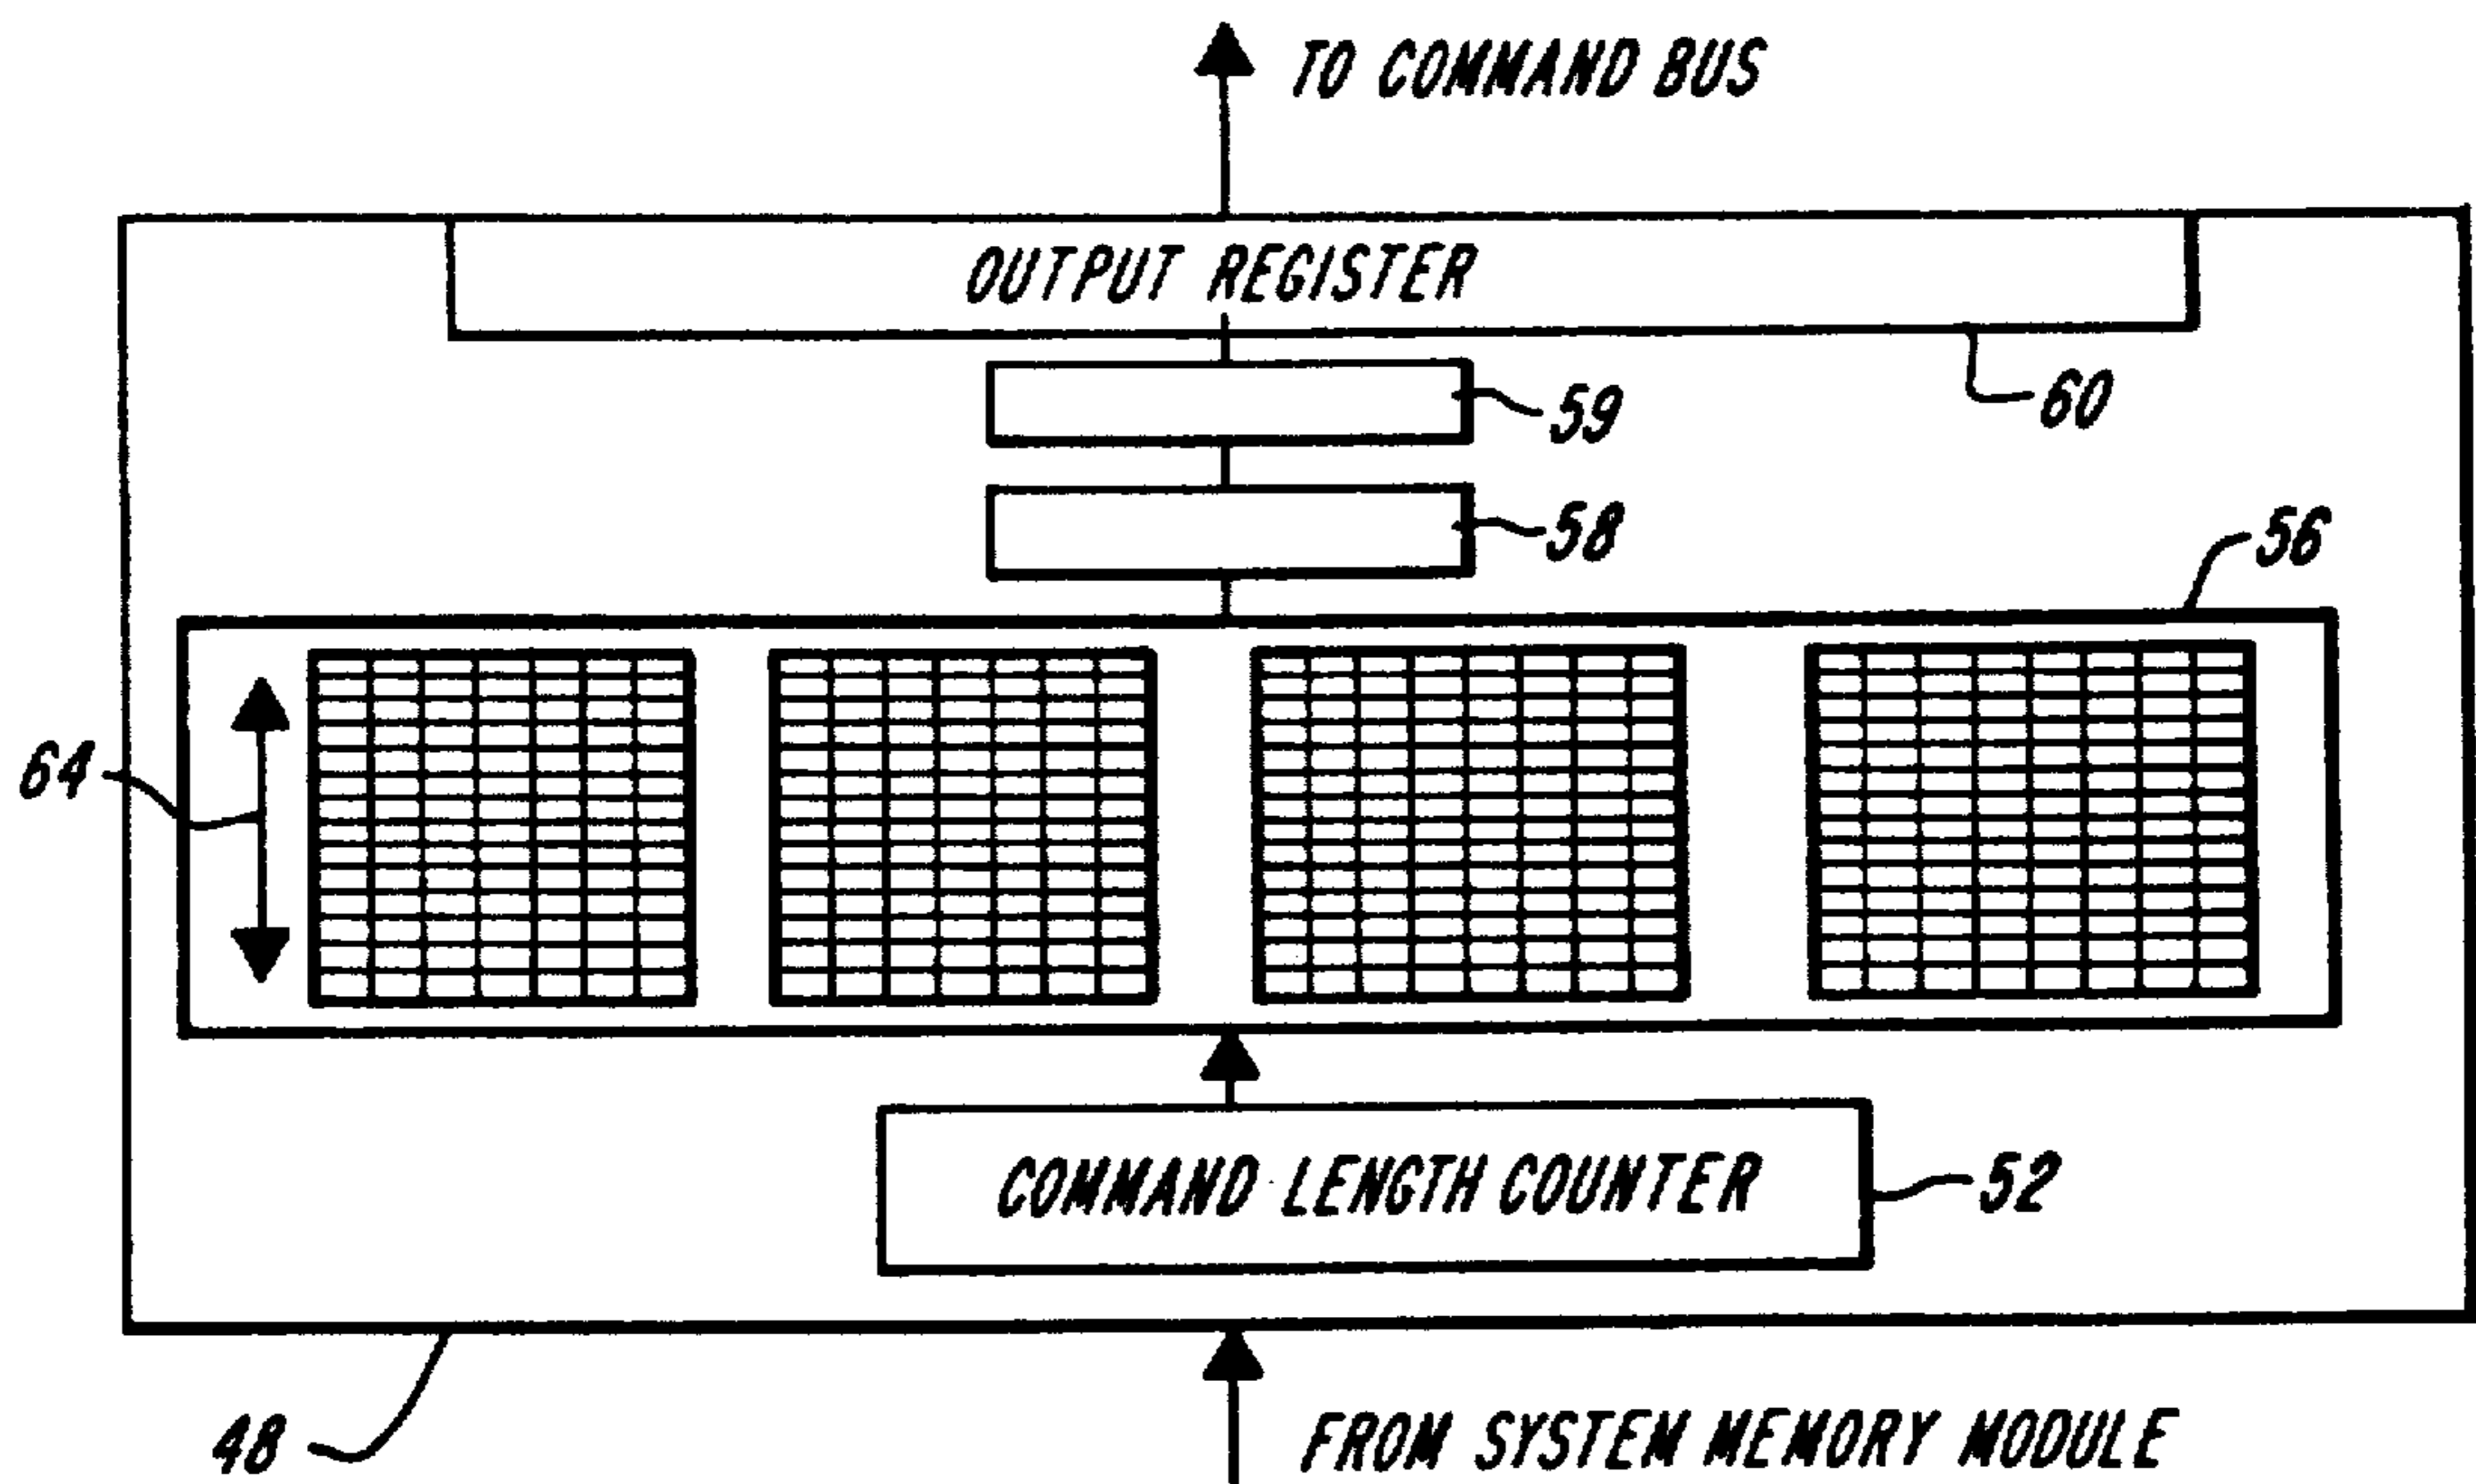 TO COMMAND BUS
OUTPUT REGISTER
59
60
58
56
64
COMMAND LENGTH COUNTER
52
48
FROM SYSTEM MEMORY MODULE